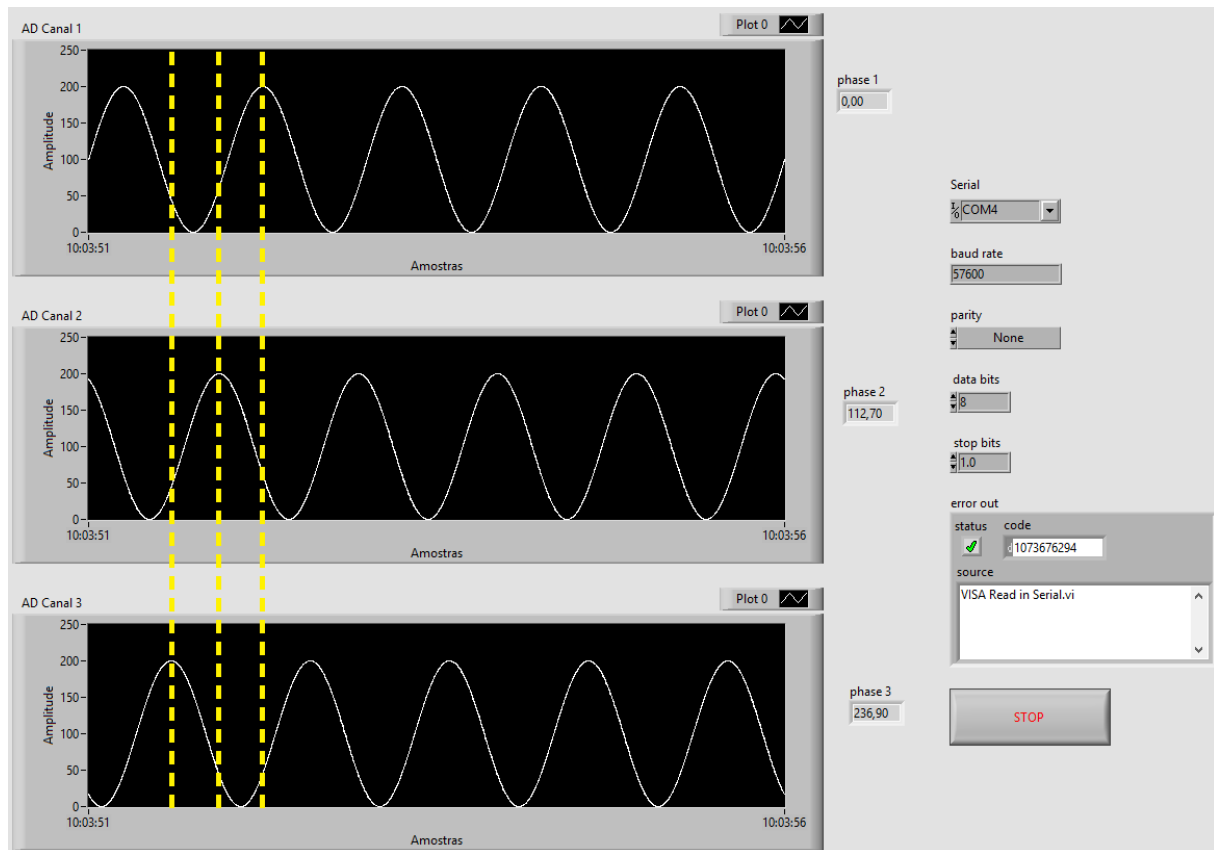 AD Canal 1
Plot 0
250
200
150
100
50
0
Amplitude
10:03:51
10:03:56
Amostras
phase 1
0,00
AD Canal 2
Plot 0
250
200
150
100
50
0
Amplitude
10:03:51
10:03:56
Amostras
phase 2
112,70
AD Canal 3
Plot 0
250
200
150
100
50
0
Amplitude
10:03:51
10:03:56
Amostras
phase 3
236,90
Serial
I/O COM4
baud rate
57600
parity
None
data bits
8
stop bits
1.0
error out
status code
d 1073676294
source
VISA Read in Serial.vi
STOP